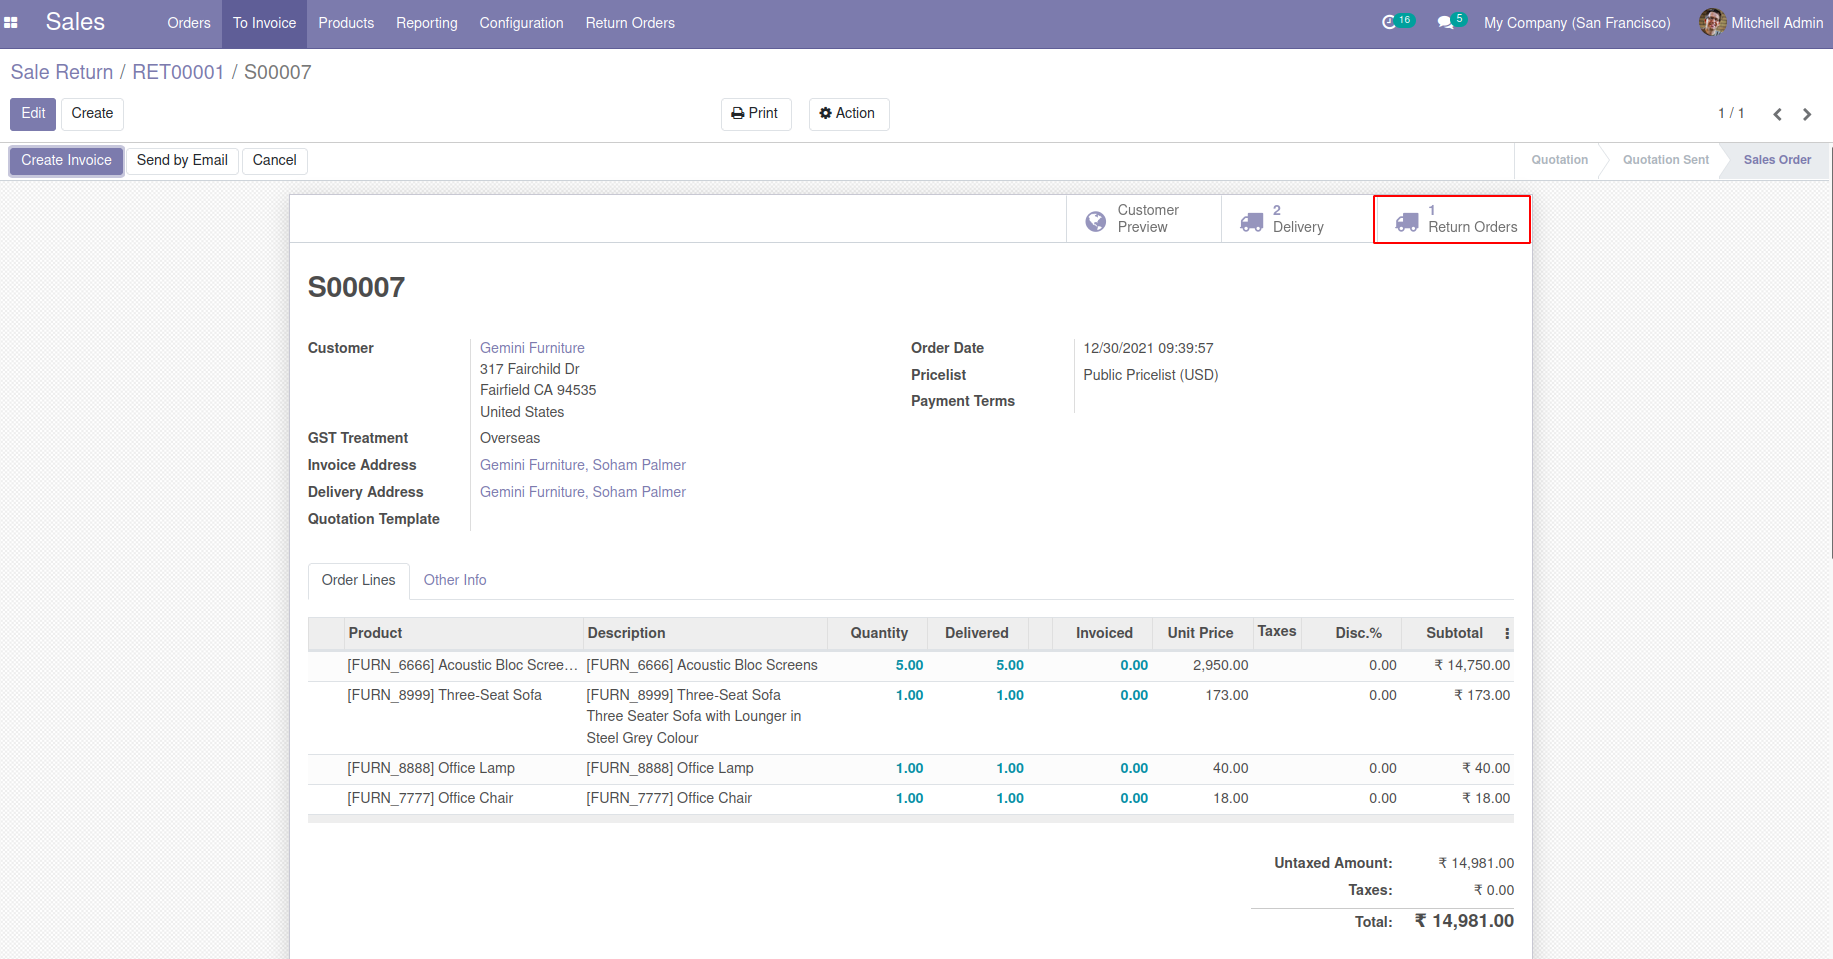 Sales Orders To Invoice Products Reporting Configuration Return Orders 16 5 My Company (San Francisco) Mitchell Admin
Sale Return / RET00001 / S00007
Edit Create Print Action 1 / 1
Create Invoice Send by Email Cancel Quotation Quotation Sent Sales Order
Customer Preview
2 Delivery
1 Return Orders
S00007
Customer Gemini Furniture
317 Fairchild Dr
Fairfield CA 94535
United States
GST Treatment Overseas
Invoice Address Gemini Furniture, Soham Palmer
Delivery Address Gemini Furniture, Soham Palmer
Quotation Template
Order Date 12/30/2021 09:39:57
Pricelist Public Pricelist (USD)
Payment Terms
Order Lines Other Info
Product Description Quantity Delivered Invoiced Unit Price Taxes Disc.% Subtotal
[FURN_6666] Acoustic Bloc Scree... [FURN_6666] Acoustic Bloc Screens 5.00 5.00 0.00 2,950.00 0.00 ₹ 14,750.00
[FURN_8999] Three-Seat Sofa [FURN_8999] Three-Seat Sofa 1.00 1.00 0.00 173.00 0.00 ₹ 173.00
Three Seater Sofa with Lounger in
Steel Grey Colour
[FURN_8888] Office Lamp [FURN_8888] Office Lamp 1.00 1.00 0.00 40.00 0.00 ₹ 40.00
[FURN_7777] Office Chair [FURN_7777] Office Chair 1.00 1.00 0.00 18.00 0.00 ₹ 18.00
Untaxed Amount: ₹ 14,981.00
Taxes: ₹ 0.00
Total: ₹ 14,981.00